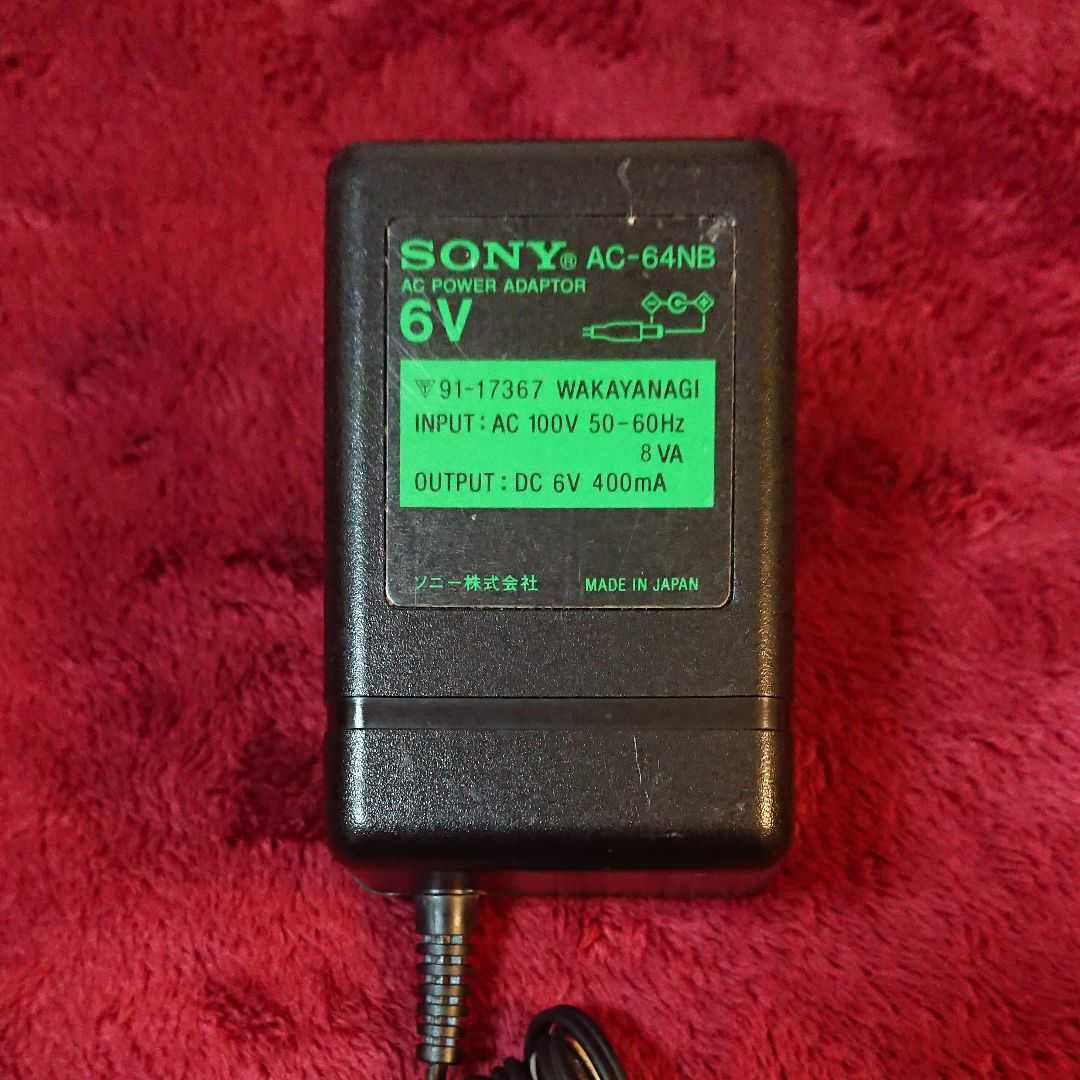 SONY® AC-64NB
AC POWER ADAPTOR
6V
91-17367 WAKAYANAGI
INPUT : AC 100V 50-60Hz
8 VA
OUTPUT : DC 6V 400mA
ソニー株式会社 MADE IN JAPAN